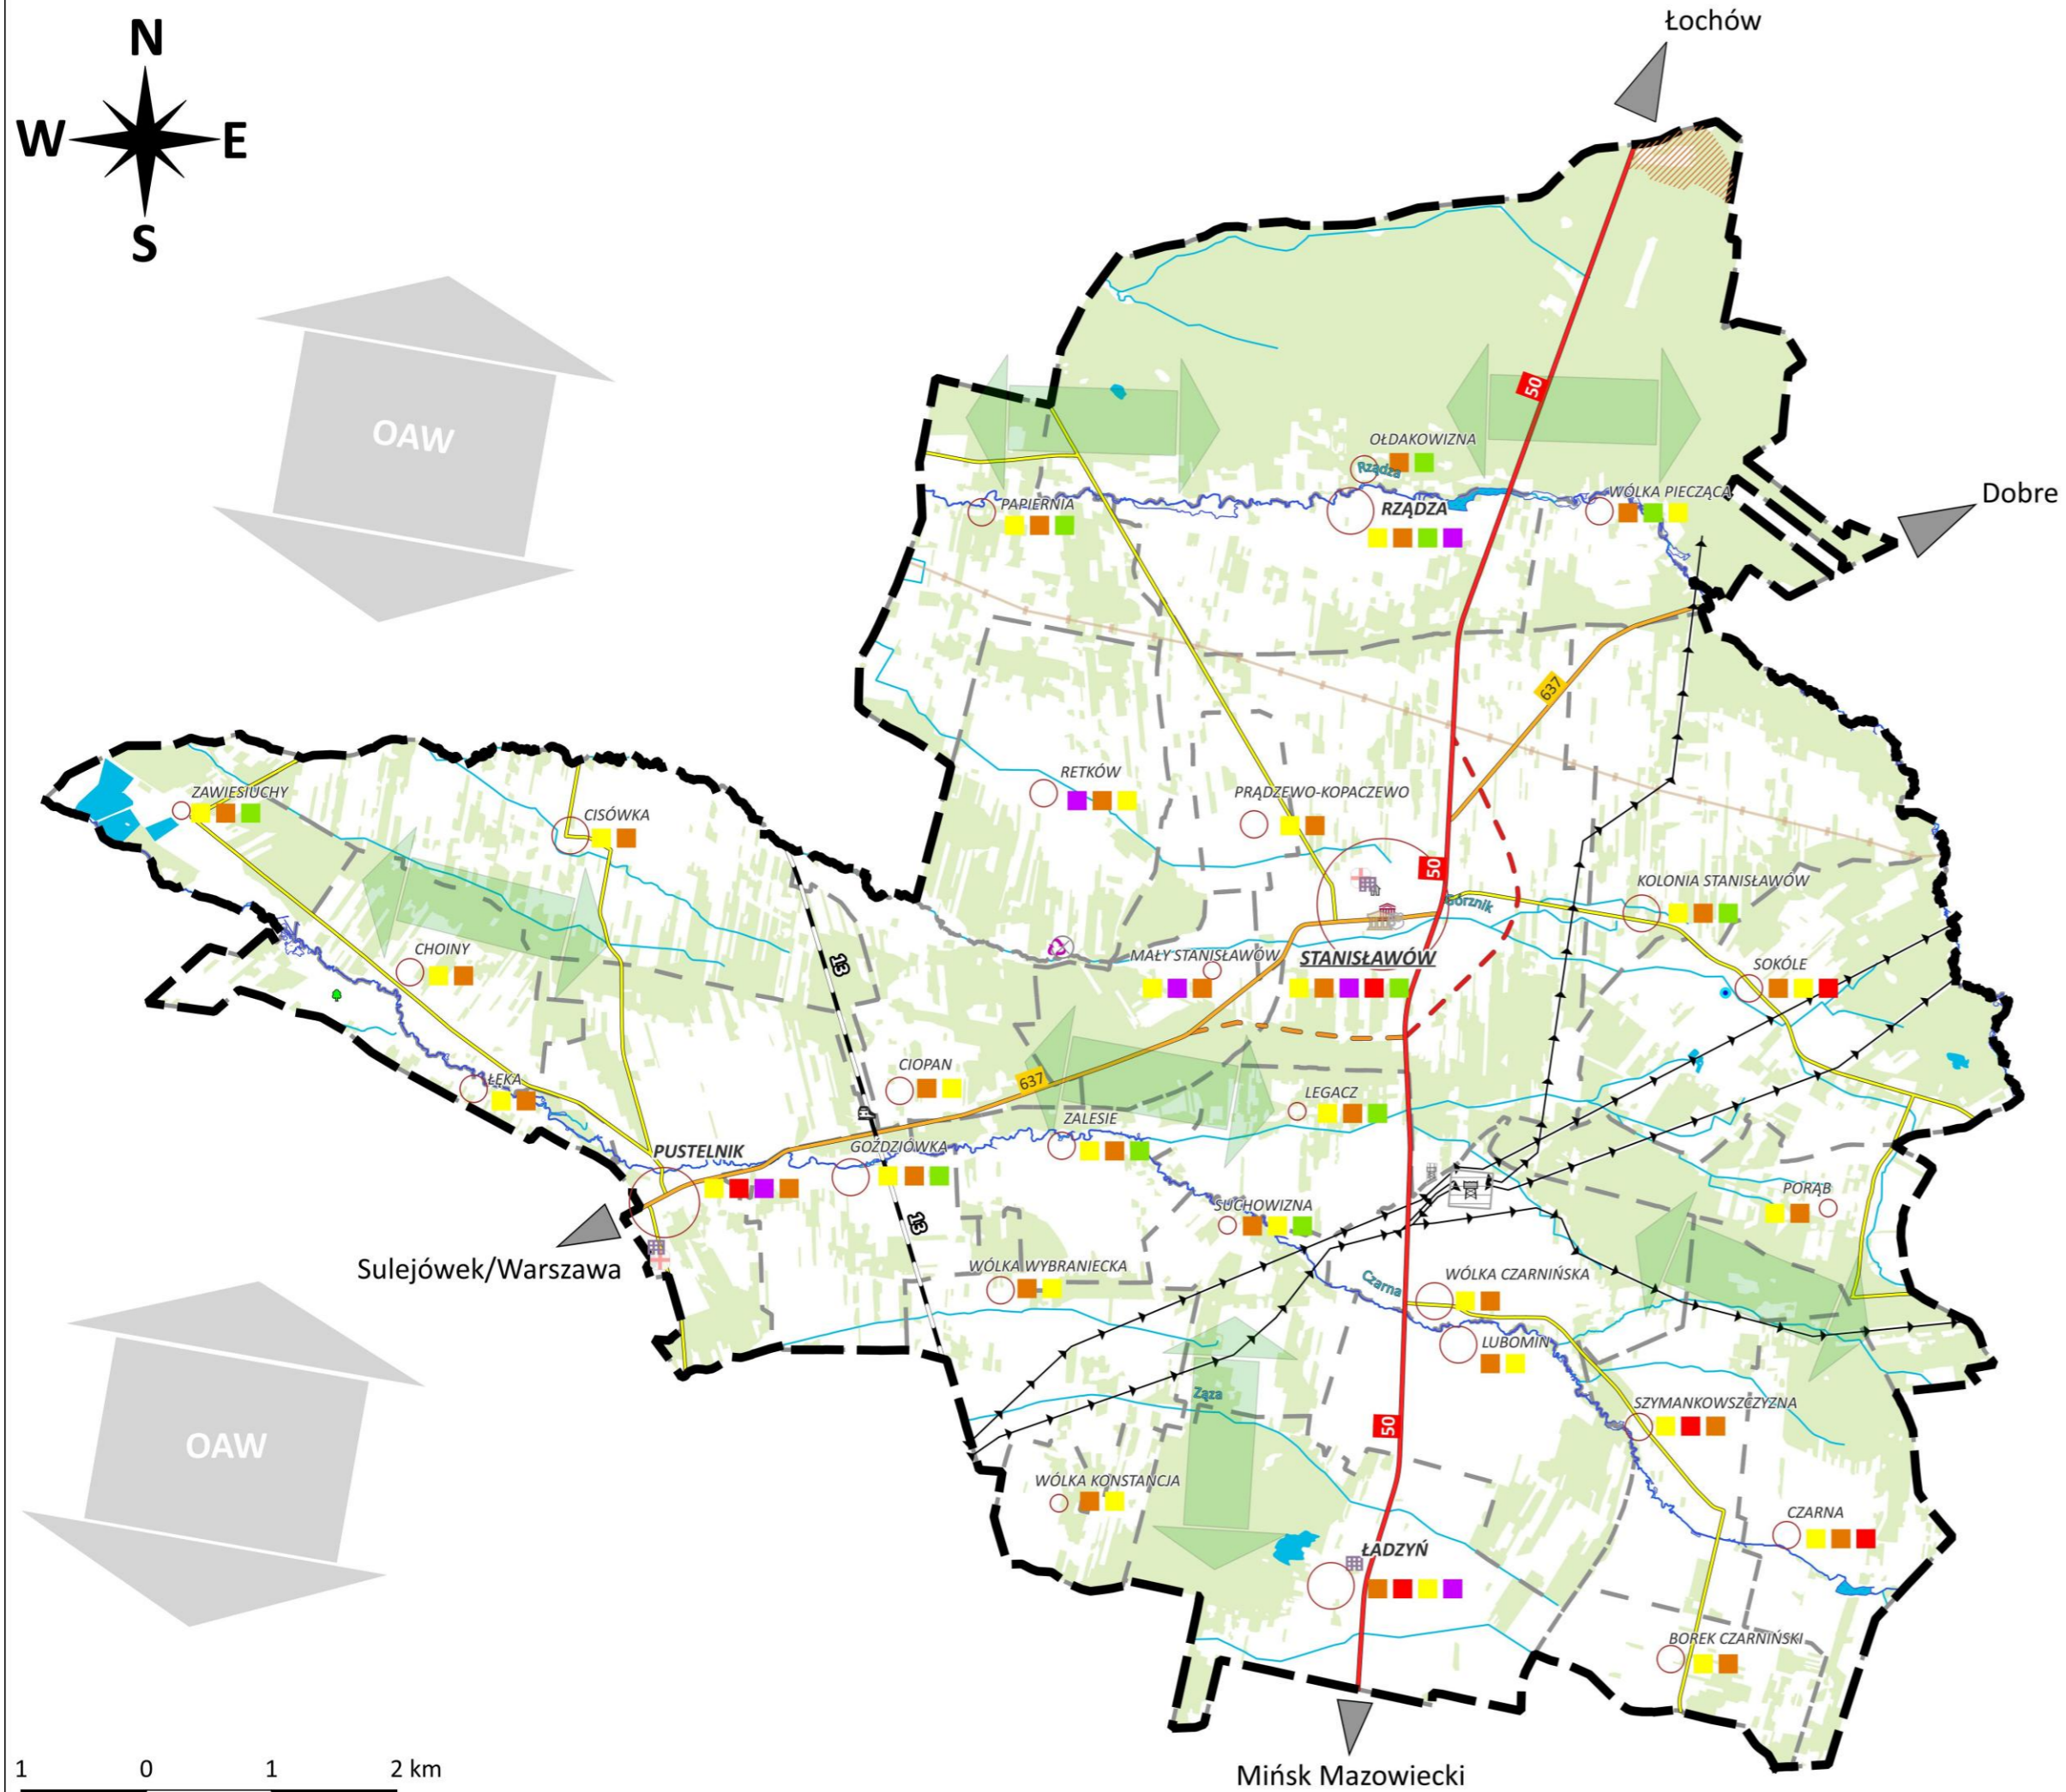 Łochów
N
W E
S
OAW
50
OŁDAKOWIZNA
Rządza
Dobre
WÓLKA PIECZĄCA
PAPIERNIA
RZĄDZA
637
RETKÓW
ZAWIESIUCHY
PRĄDZEWO-KOPACZEWO
CISÓWKA
50
KOLONIA STANISŁAWÓW
Górznik
CHOINY
13
MAŁY STANISŁAWÓW
STANISŁAWÓW
SOKÓLE
CIOPAN
637
ŁĘKA
LEGACZ
ZALESIE
PUSTELNIK
GOŹDZIÓWKA
PORĄB
SUCHOWIZNA
13
Sulejówek/Warszawa
WÓLKA WYBRANIECKA
WÓLKA CZARNIŃSKA
Czarna
LUBOMIN
Ząza
SZYMANKOWSZCZYZNA
50
OAW
WÓLKA KONSTANCJA
CZARNA
ŁADZYŃ
BOREK CZARNIŃSKI
1 0 1 2 km
Mińsk Mazowiecki